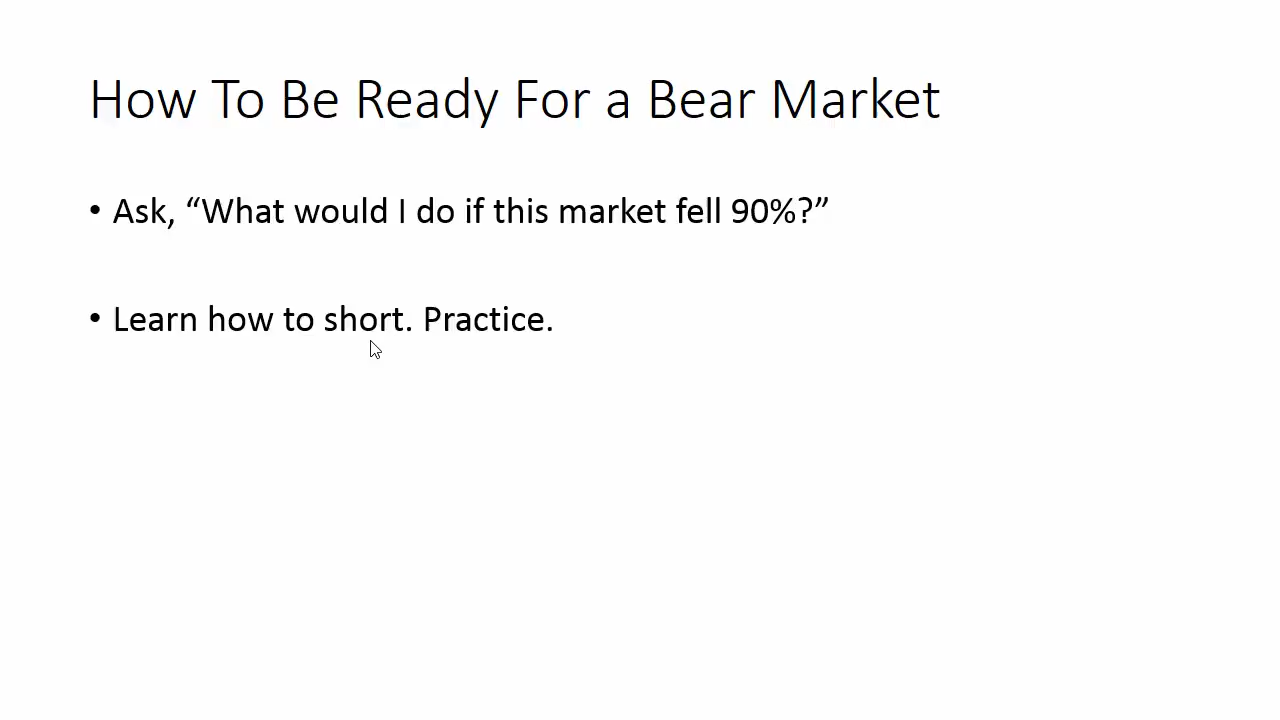 How To Be Ready For a Bear Market
• Ask, “What would I do if this market fell 90%?”
• Learn how to short. Practice.